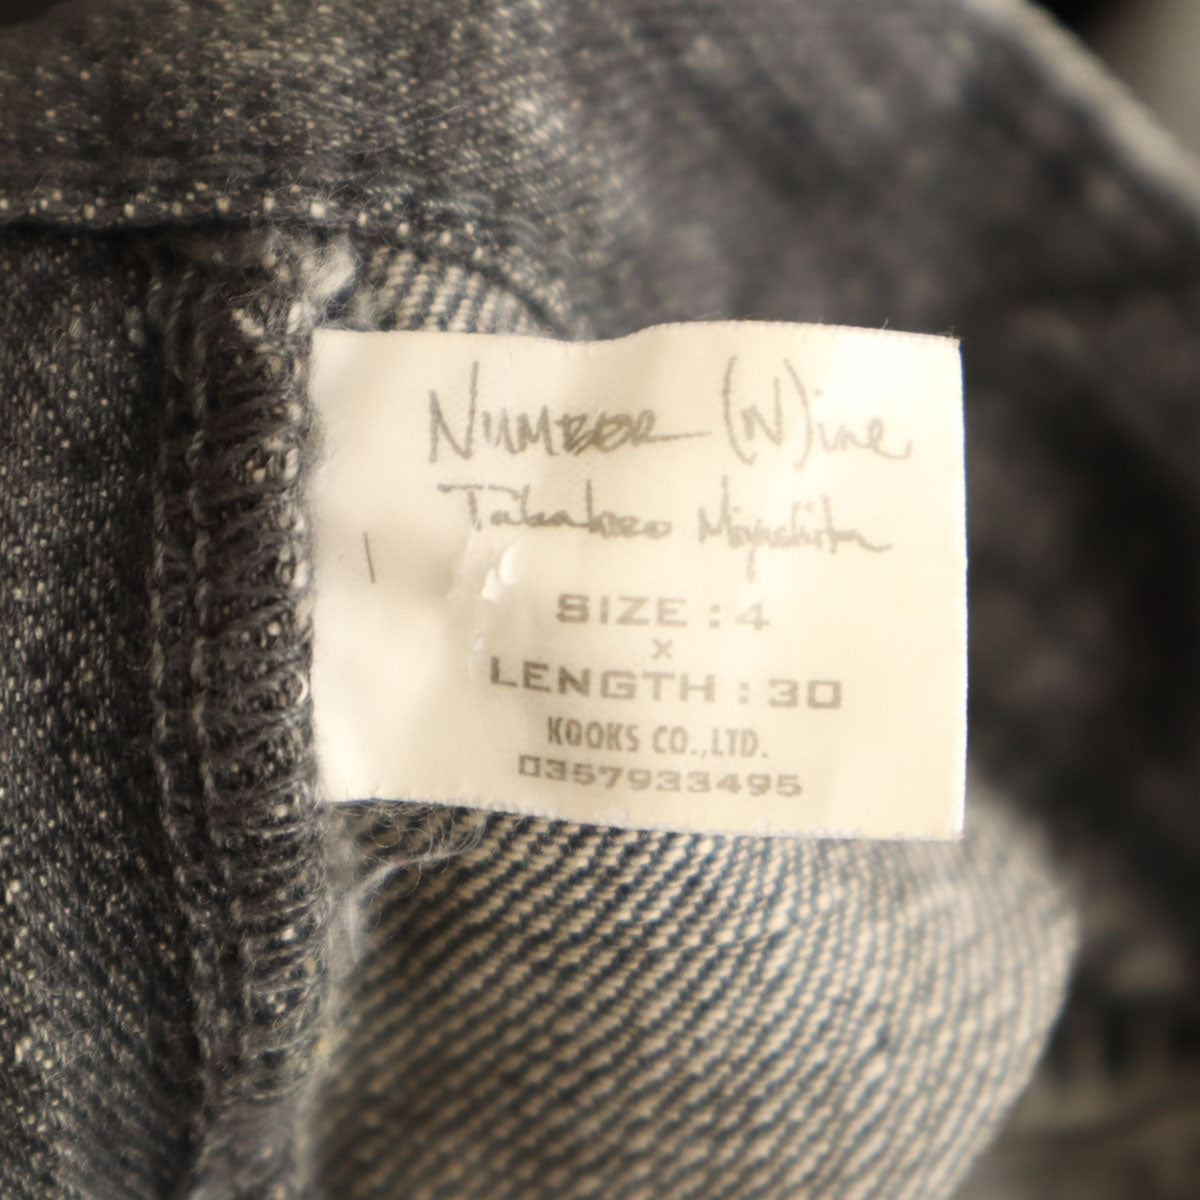 NUMBER (N)ine
Takahiro Miyashita
SIZE : 4
X
LENGTH : 30
KOOKS CO.,LTD.
0357933495